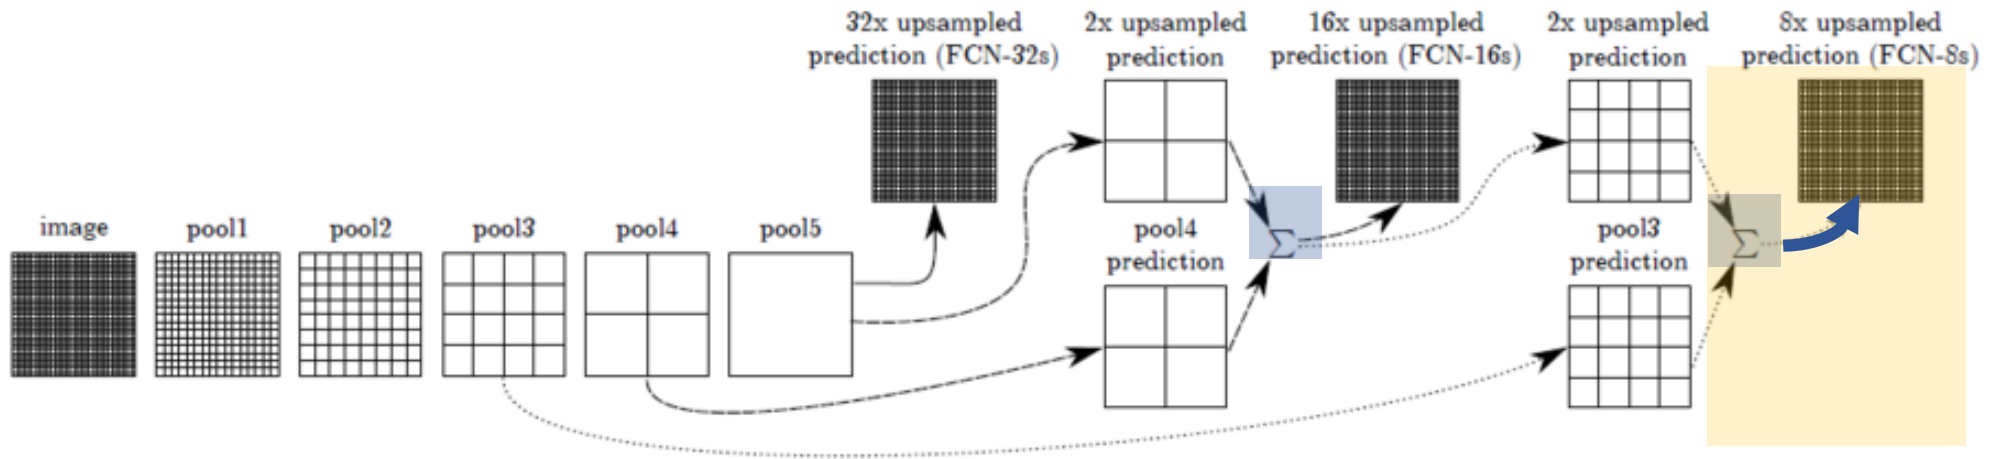 32x upsampled
prediction (FCN-32s)
2x upsampled
prediction
16x upsampled
prediction (FCN-16s)
2x upsampled
prediction
8x upsampled
prediction (FCN-8s)
image
pool1
pool2
pool3
pool4
pool5
pool4
prediction
Σ
pool3
prediction
Σ